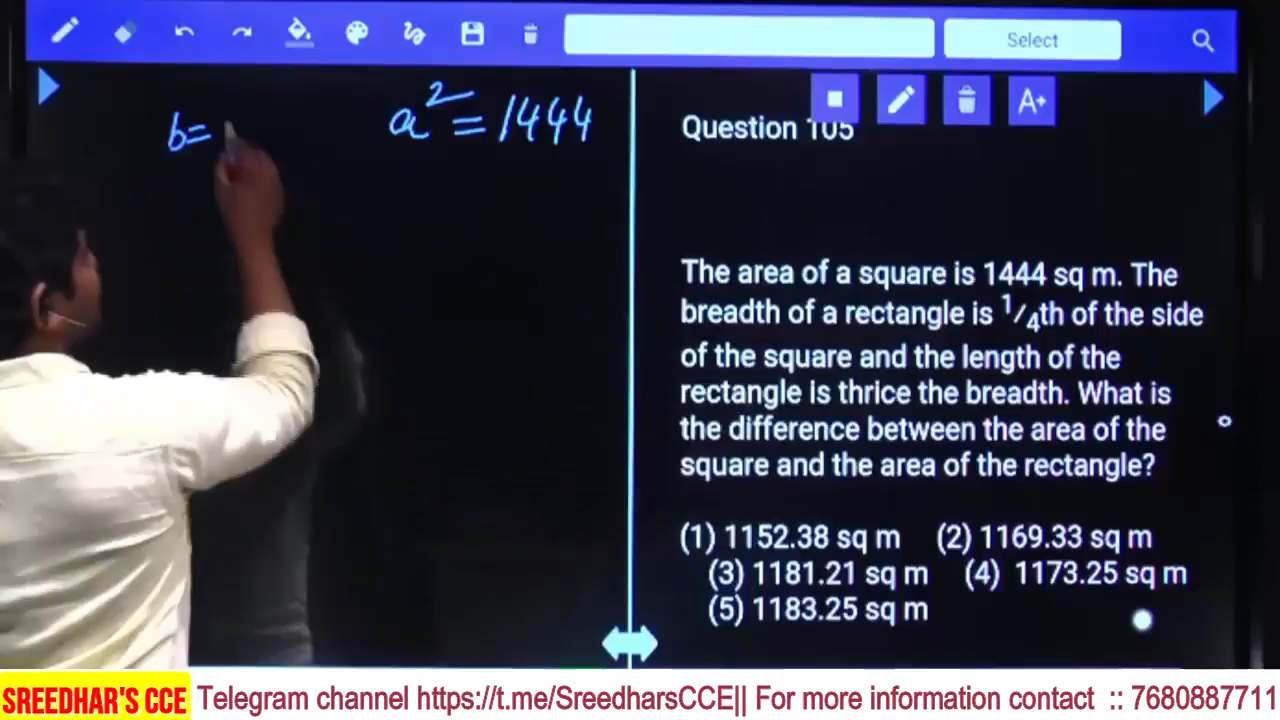 Select
A+
b= a² = 1444
Question 105
The area of a square is 1444 sq m. The
breadth of a rectangle is 1/4th of the side
of the square and the length of the
rectangle is thrice the breadth. What is
the difference between the area of the
square and the area of the rectangle?
(1) 1152.38 sq m (2) 1169.33 sq m
(3) 1181.21 sq m (4) 1173.25 sq m
(5) 1183.25 sq m
SREEDHAR'S CCE Telegram channel https://t.me/SreedharsCCE|| For more information contact :: 7680887711